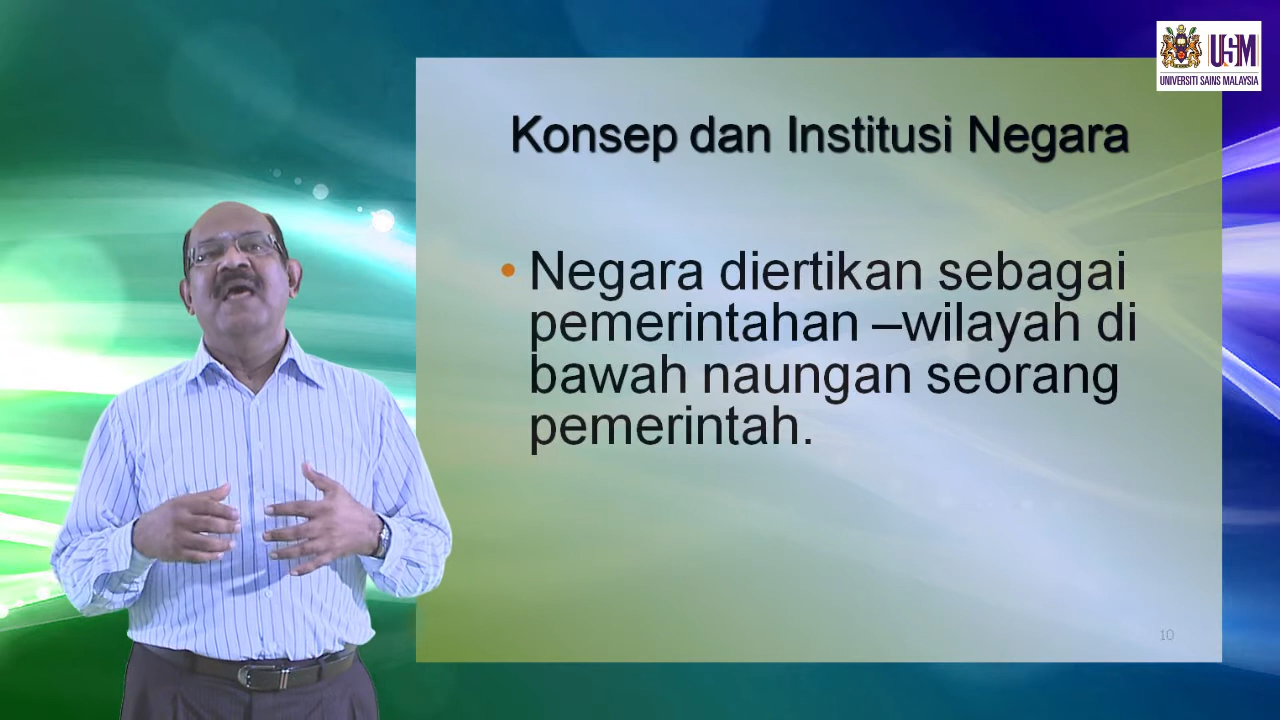 USM
UNIVERSITI SAINS MALAYSIA
Konsep dan Institusi Negara
• Negara diertikan sebagai
pemerintahan –wilayah di
bawah naungan seorang
pemerintah.
10